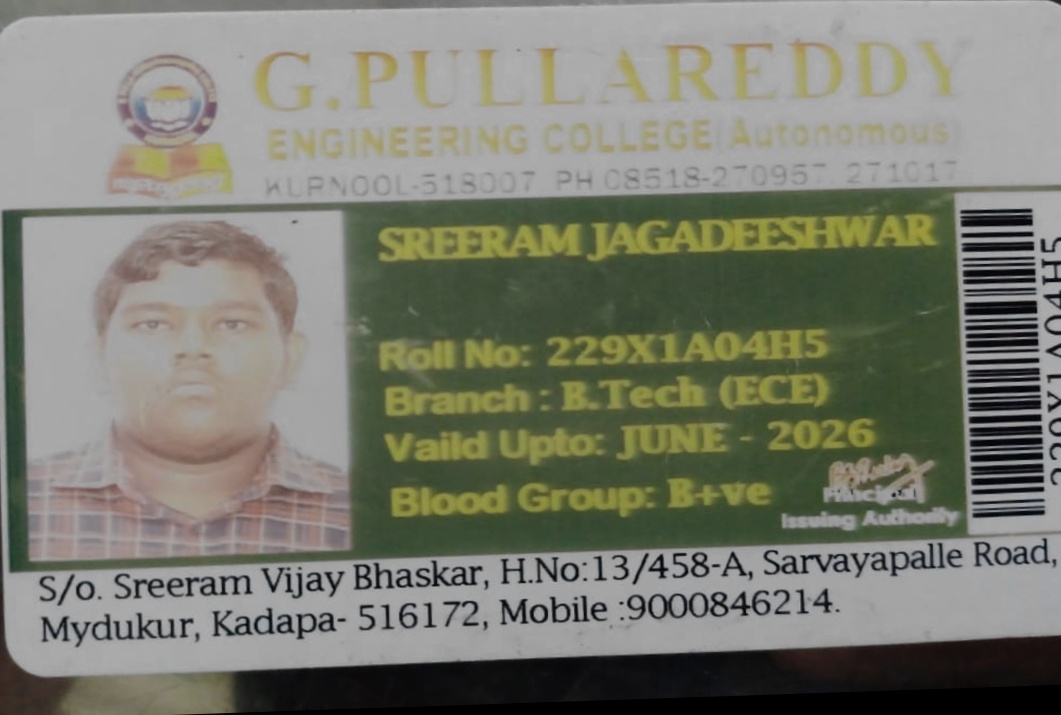 G.PULLAREDDY
ENGINEERING COLLEGE (Autonomous)
KURNOOL-518007 PH 08518-270957, 271017
SREERAM JAGADEESHWAR
Roll No: 229X1A04H5
Branch : B.Tech (ECE)
Vaild Upto: JUNE - 2026
Blood Group: B+ve
Principal
Issuing Authority
229X1A04H5
S/o. Sreeram Vijay Bhaskar, H.No:13/458-A, Sarvayapalle Road,
Mydukur, Kadapa- 516172, Mobile :9000846214.